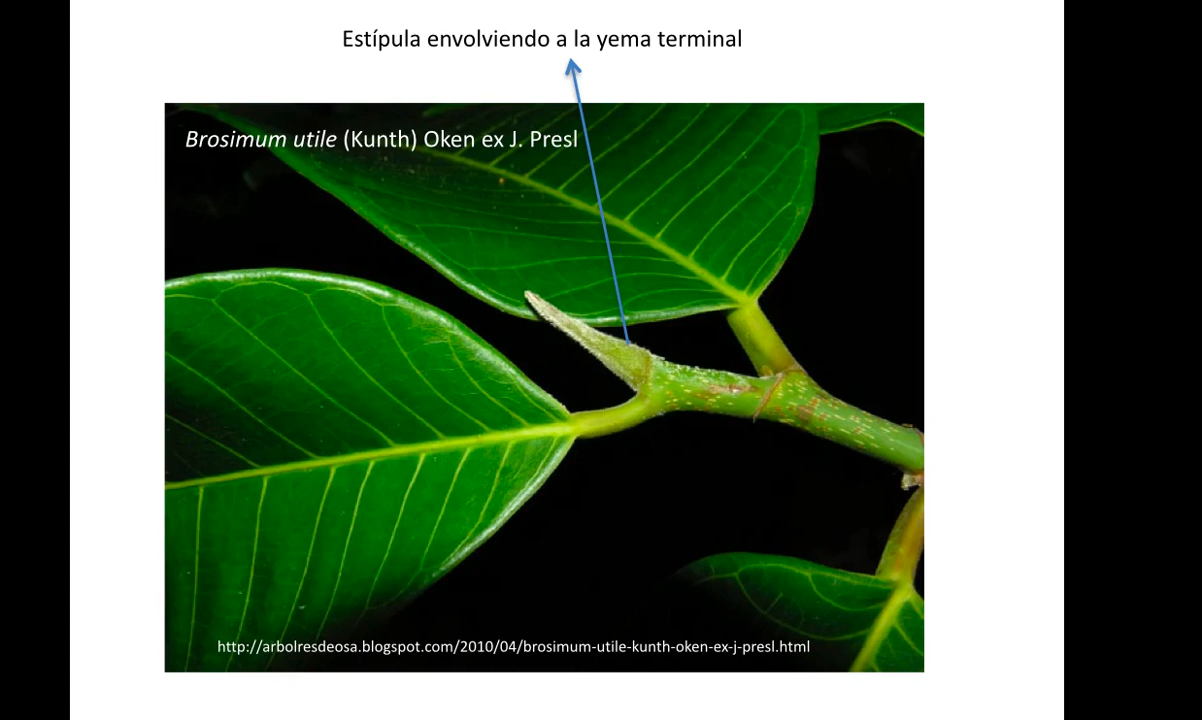 Estípula envolviendo a la yema terminal
Brosimum utile (Kunth) Oken ex J. Presl
http://arbolresdeosa.blogspot.com/2010/04/brosimum-utile-kunth-oken-ex-j-presl.html